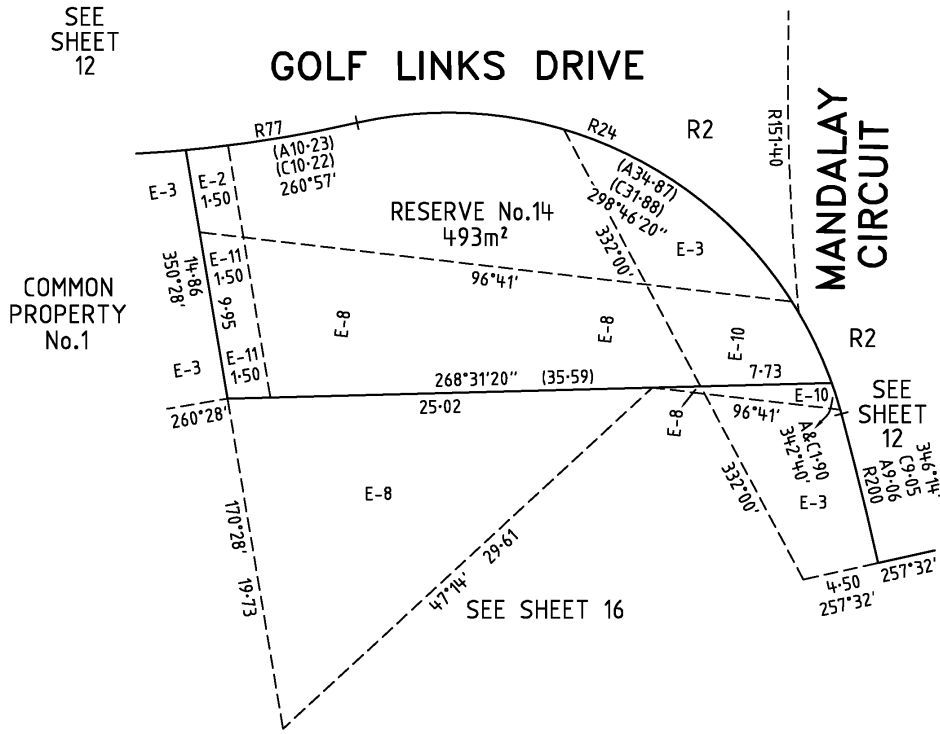 SEE
SHEET
12
GOLF LINKS DRIVE
R77
(A10·23)
(C10·22)
260°57'
R24
R2
R151·40
MANDALAY
CIRCUIT
(A34·87)
(C31·88)
298°46'20"
E-3
E-2
1·50
RESERVE No.14
493m²
E-3
332°00'
350°28'
14·86
E-11
1·50
9·95
96°41'
COMMON
PROPERTY
No.1
E-8
E-8
E-10
R2
E-3
E-11
1·50
268°31'20" (35·59)
7·73
260°28'
25·02
E-8
96°41'
E-10
SEE
SHEET
12
A&C1·90
342°40'
346°14'
C9·05
A9·06
R200
E-8
332°00'
E-3
170°28'
19·73
47°14'
29·61
SEE SHEET 16
4·50
257°32'
257°32'